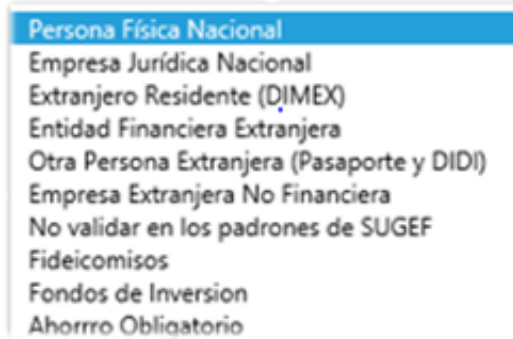 Persona Física Nacional
Empresa Jurídica Nacional
Extranjero Residente (DIMEX)
Entidad Financiera Extranjera
Otra Persona Extranjera (Pasaporte y DIDI)
Empresa Extranjera No Financiera
No validar en los padrones de SUGEF
Fideicomisos
Fondos de Inversion
Ahorrro Obligatorio